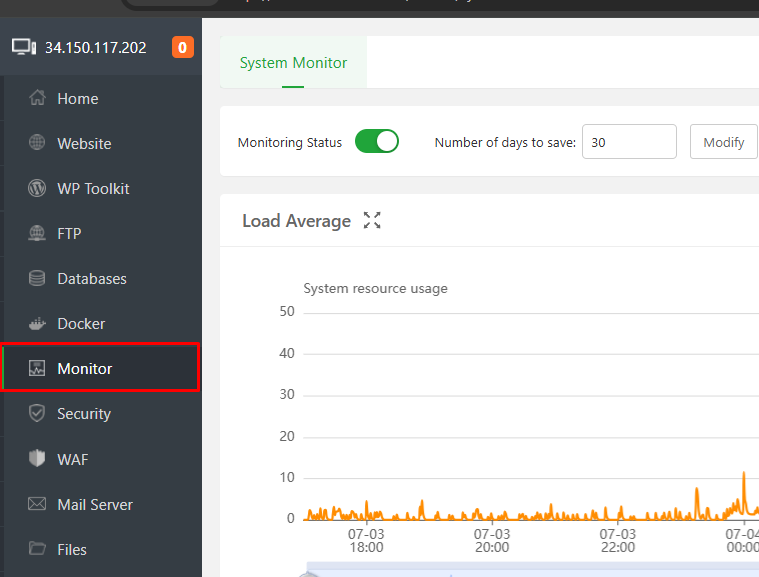 34.150.117.202
0
Home
Website
WP Toolkit
FTP
Databases
Docker
Monitor
Security
WAF
Mail Server
Files
System Monitor
Monitoring Status
Number of days to save:
30
Modify
Load Average
System resource usage
50
40
30
20
10
0
07-03
18:00
07-03
20:00
07-03
22:00
07-04
00:00